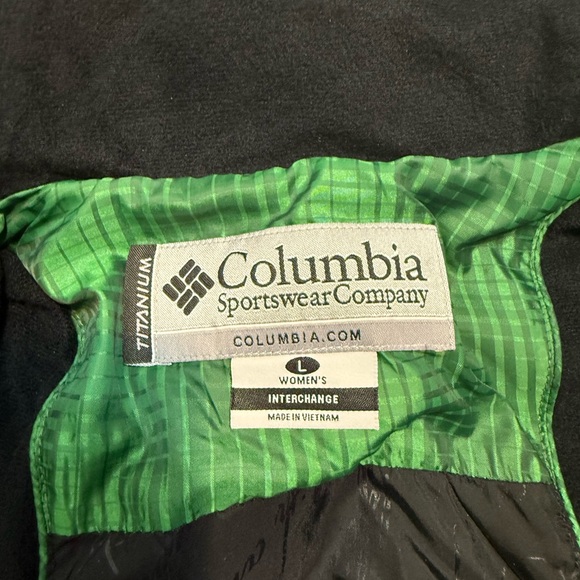 TITANIUM
Columbia
Sportswear Company
COLUMBIA.COM
L
WOMEN'S
INTERCHANGE
MADE IN VIETNAM